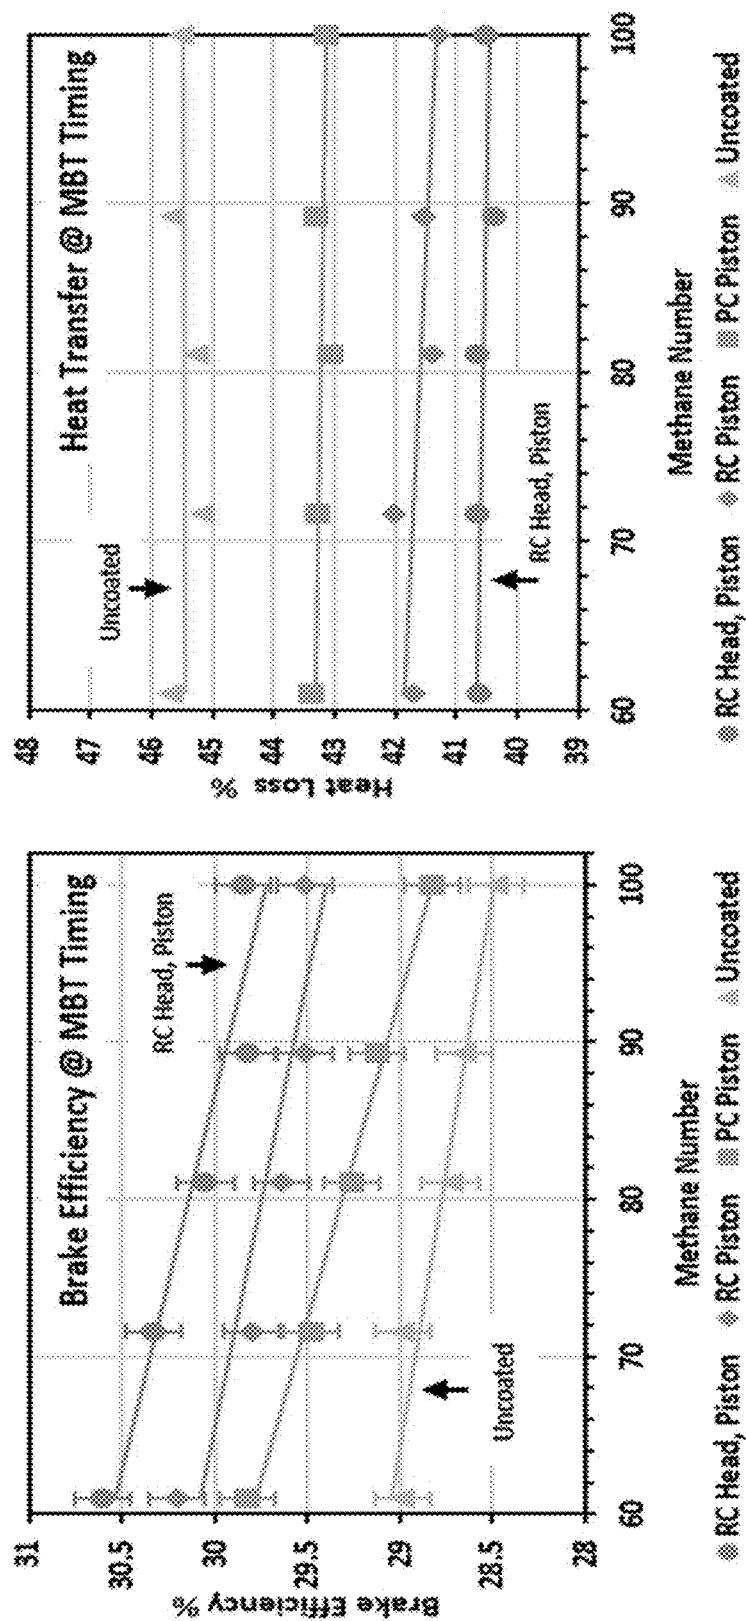 Brake Efficiency @ MBT Timing
31
30.5
30
29.5
29
28.5
28
Brake Efficiency %
RC Head, Piston
Uncoated
60
70
80
90
100
Methane Number
RC Head, Piston
RC Piston
PC Piston
Uncoated
Heat Transfer @ MBT Timing
48
47
46
45
44
43
42
41
40
39
Heat Loss %
Uncoated
RC Head, Piston
60
70
80
90
100
Methane Number
RC Head, Piston
RC Piston
PC Piston
Uncoated